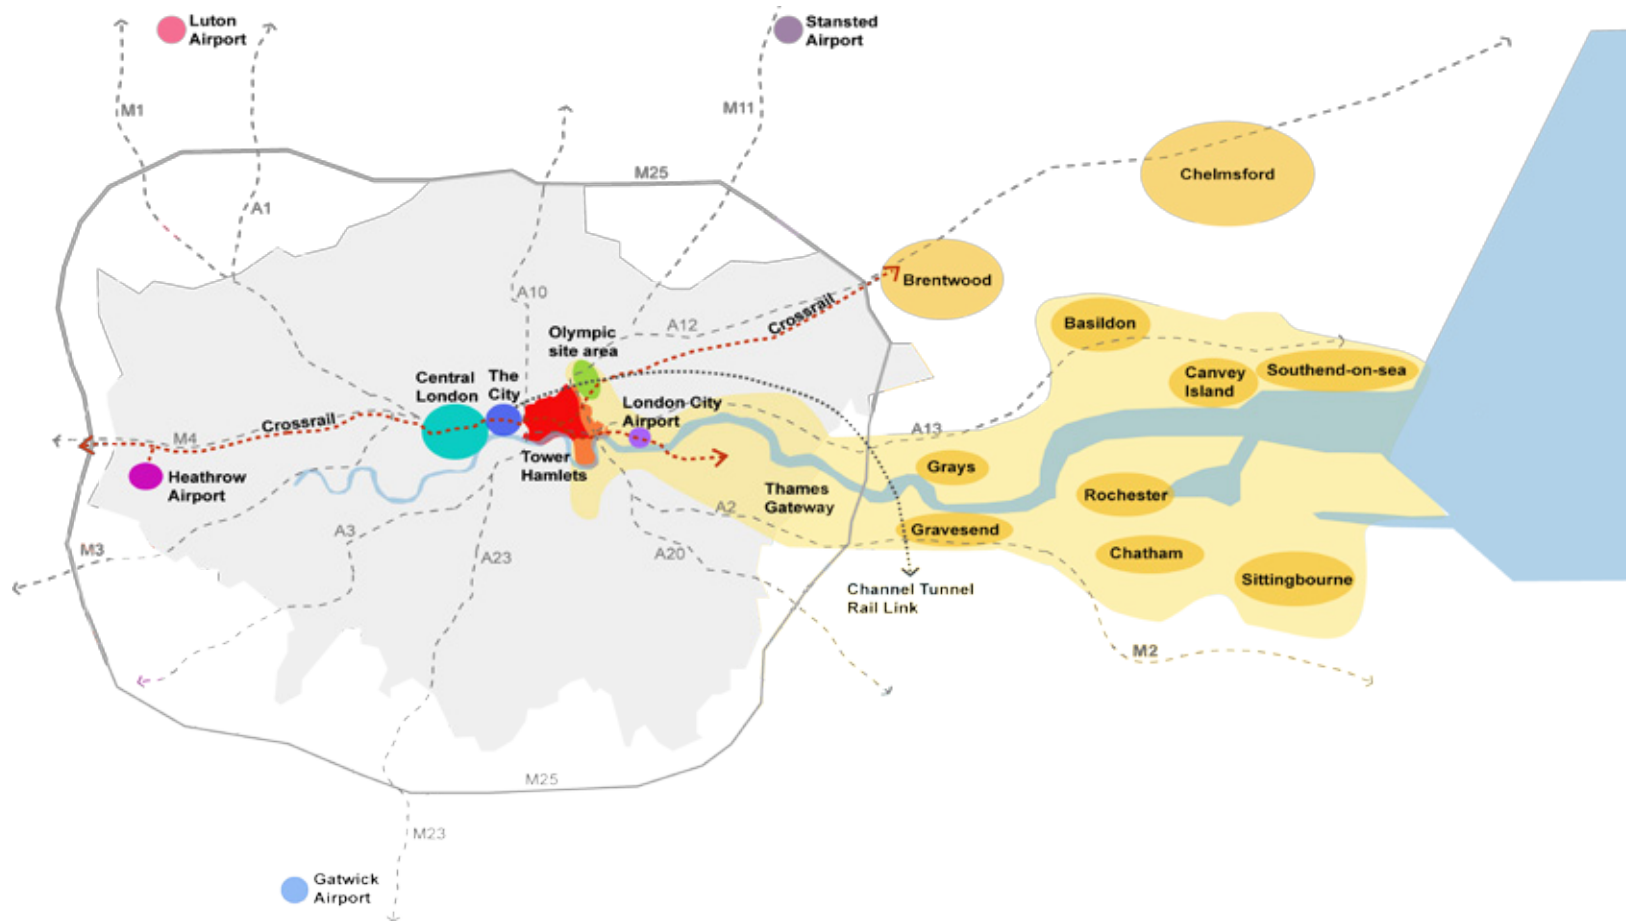 Luton
Airport
Stansted
Airport
M1
M11
M25
A1
Chelmsford
A10
Brentwood
Crossrail
A12
Olympic
site area
Basildon
Central
London
The
City
Canvey
Island
Southend-on-sea
London City
Airport
Crossrail
M4
A13
Tower
Hamlets
Grays
Heathrow
Airport
Thames
Gateway
Rochester
A2
A3
Gravesend
M3
A23
A20
Chatham
Sittingbourne
Channel Tunnel
Rail Link
M2
M25
M23
Gatwick
Airport